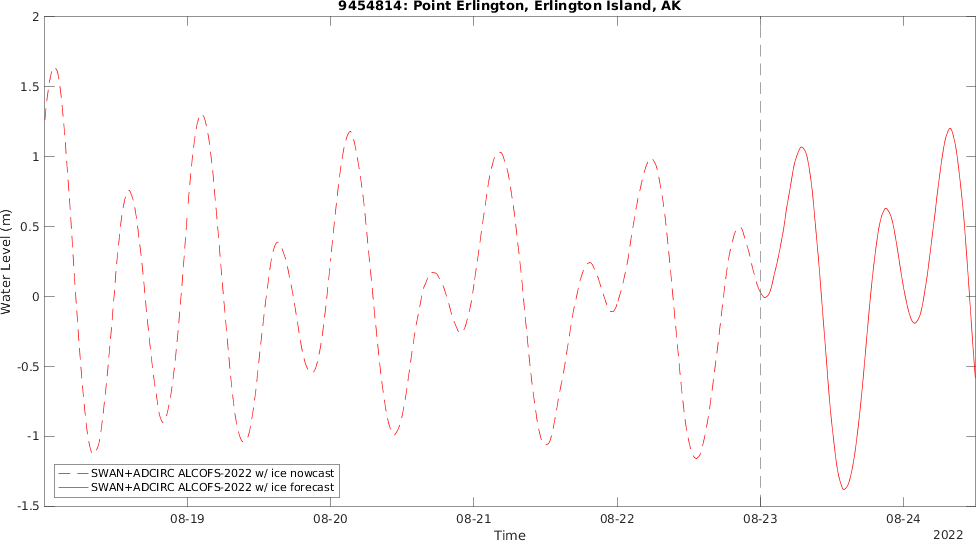 9454814: Point Erlington, Erlington Island, AK
2
1.5
1
0.5
0
-0.5
-1
-1.5
Water Level (m)
SWAN+ADCIRC ALCOFS-2022 w/ ice nowcast
SWAN+ADCIRC ALCOFS-2022 w/ ice forecast
08-19 08-20 08-21 08-22 08-23 08-24
Time
2022